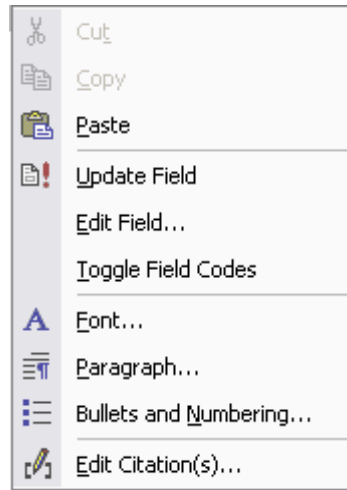 Cut
Copy
Paste
Update Field
Edit Field...
Toggle Field Codes
Font...
Paragraph...
Bullets and Numbering...
Edit Citation(s)...